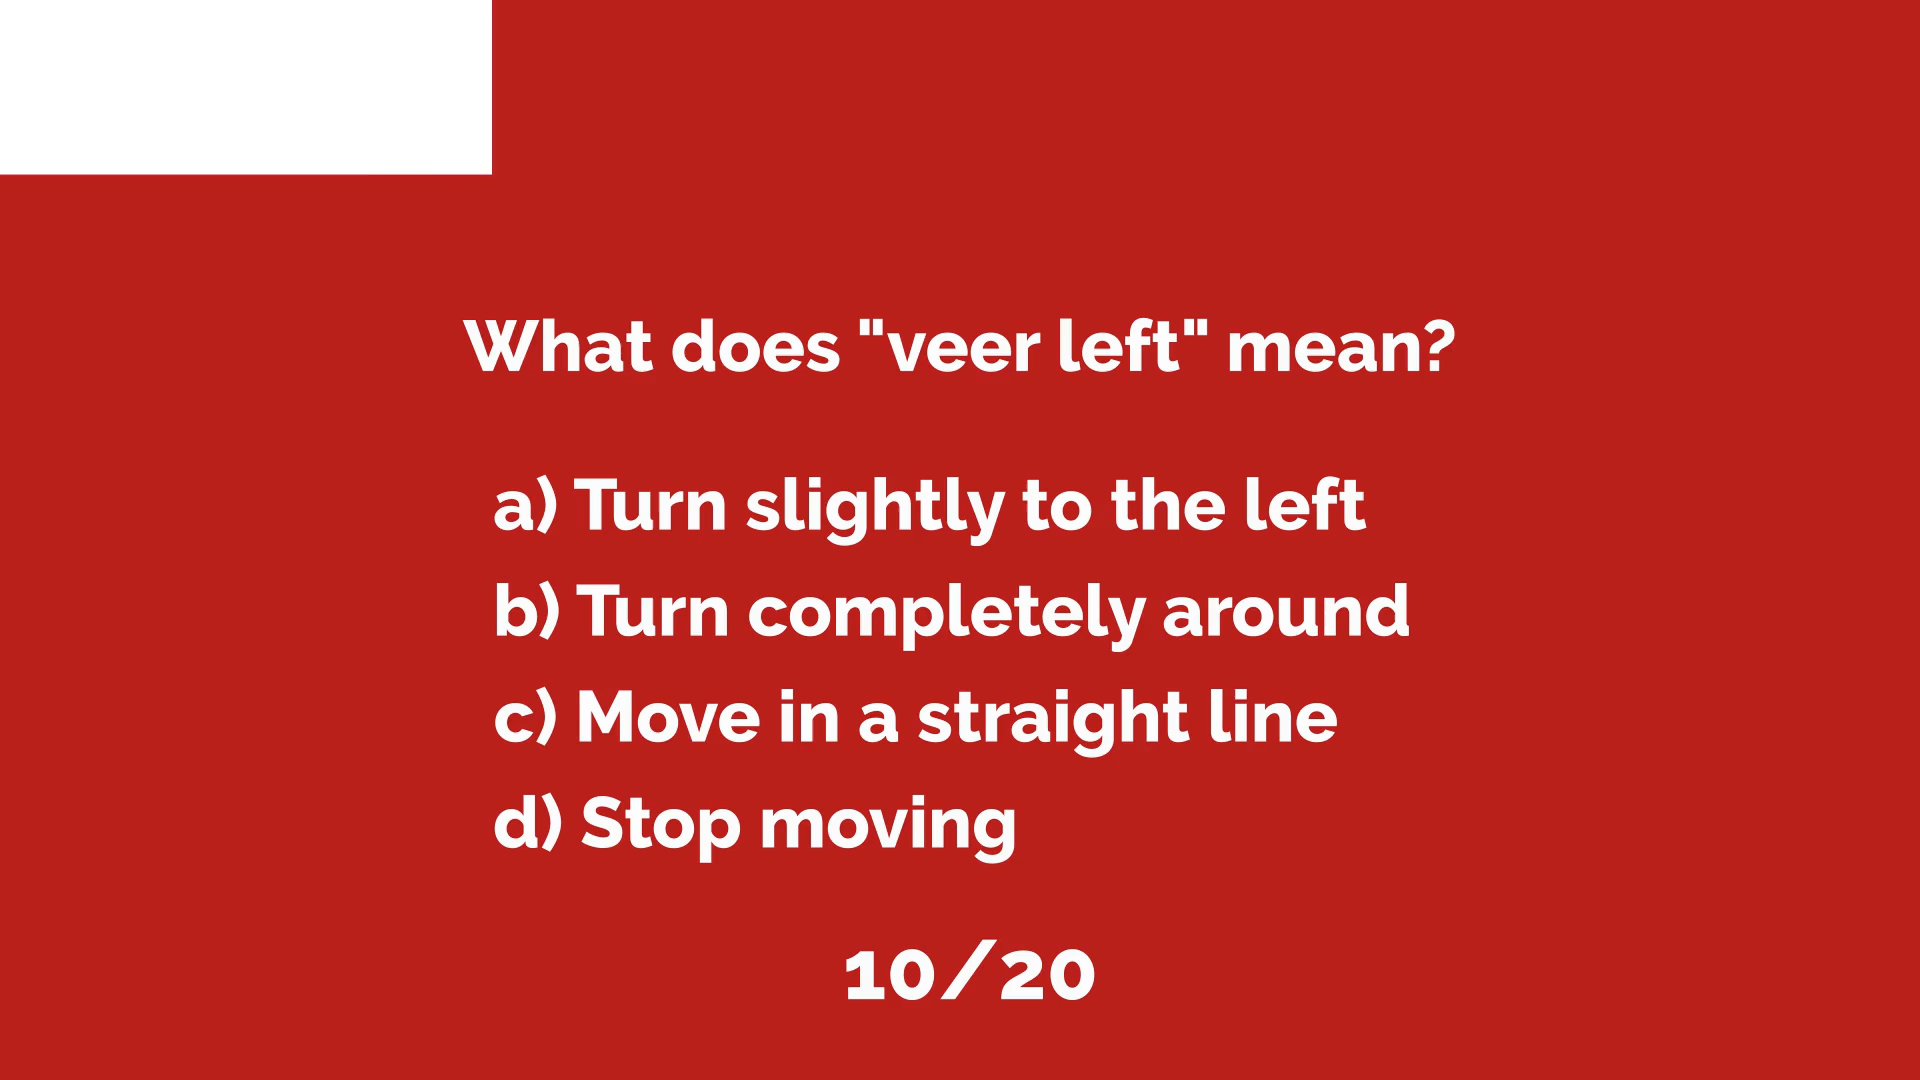 What does "veer left" mean?
a) Turn slightly to the left
b) Turn completely around
c) Move in a straight line
d) Stop moving
10/20